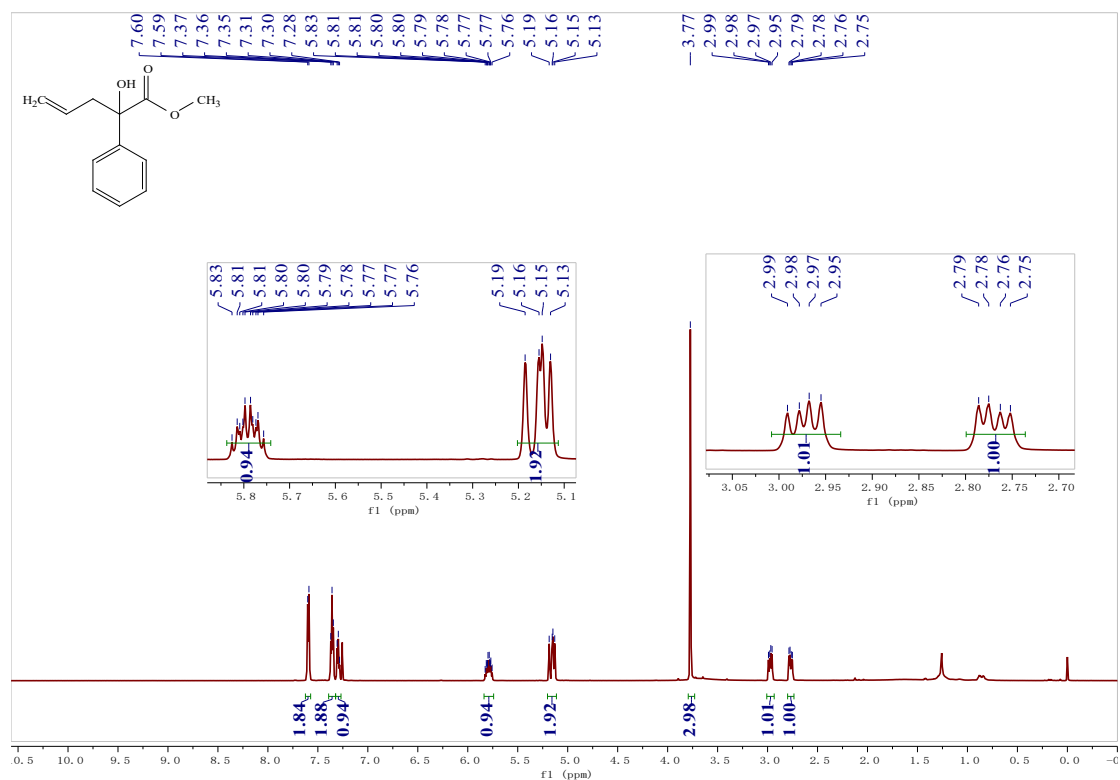 7.60 7.59 7.37 7.36 7.35 7.31 7.30 7.28 5.83 5.81 5.81 5.80 5.80 5.79 5.78 5.77 5.77 5.76 5.19 5.16 5.15 5.13 3.77 2.99 2.98 2.97 2.95 2.79 2.78 2.76 2.75
O
OH
H₂C
CH₃
O
5.83 5.81 5.81 5.80 5.80 5.79 5.78 5.77 5.77 5.76 5.19 5.16 5.15 5.13
0.94 1.92
5.8 5.7 5.6 5.5 5.4 5.3 5.2 5.1
f1 (ppm)
2.99 2.98 2.97 2.95 2.79 2.78 2.76 2.75
1.01 1.00
3.05 3.00 2.95 2.90 2.85 2.80 2.75 2.70
f1 (ppm)
1.84 1.88 0.94 0.94 1.92 2.98 1.01 1.00
0.5 10.0 9.5 9.0 8.5 8.0 7.5 7.0 6.5 6.0 5.5 5.0 4.5 4.0 3.5 3.0 2.5 2.0 1.5 1.0 0.5 0.0
f1 (ppm)